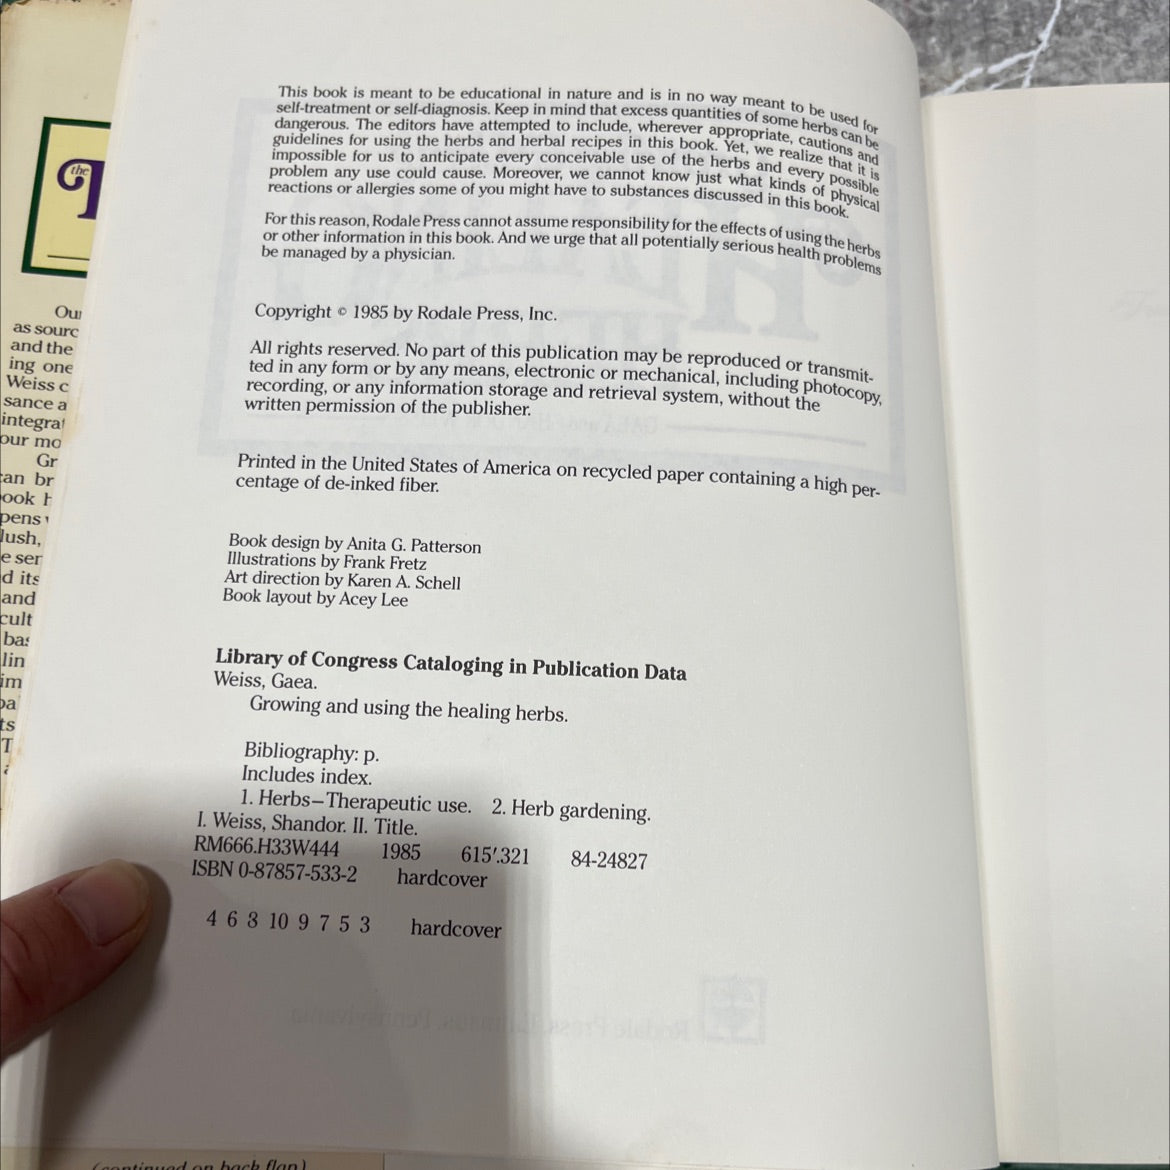 This book is meant to be educational in nature and is in no way meant to be used for
self-treatment or self-diagnosis. Keep in mind that excess quantities of some herbs can be
dangerous. The editors have attempted to include, wherever appropriate, cautions and
guidelines for using the herbs and herbal recipes in this book. Yet, we realize that it is
impossible for us to anticipate every conceivable use of the herbs and every possible
problem any use could cause. Moreover, we cannot know just what kinds of physical
reactions or allergies some of you might have to substances discussed in this book.
For this reason, Rodale Press cannot assume responsibility for the effects of using the herbs
or other information in this book. And we urge that all potentially serious health problems
be managed by a physician.
Copyright © 1985 by Rodale Press, Inc.
All rights reserved. No part of this publication may be reproduced or transmit-
ted in any form or by any means, electronic or mechanical, including photocopy,
recording, or any information storage and retrieval system, without the
written permission of the publisher.
Printed in the United States of America on recycled paper containing a high per-
centage of de-inked fiber.
Book design by Anita G. Patterson
Illustrations by Frank Fretz
Art direction by Karen A. Schell
Book layout by Acey Lee
Library of Congress Cataloging in Publication Data
Weiss, Gaea.
Growing and using the healing herbs.
Bibliography: p.
Includes index.
1. Herbs—Therapeutic use. 2. Herb gardening.
I. Weiss, Shandor. II. Title.
RM666.H33W444 1985 615'.321 84-24827
ISBN 0-87857-533-2 hardcover
4 6 8 10 9 7 5 3 hardcover
the
as
and the
ing one
Weiss
(continued on back flap)